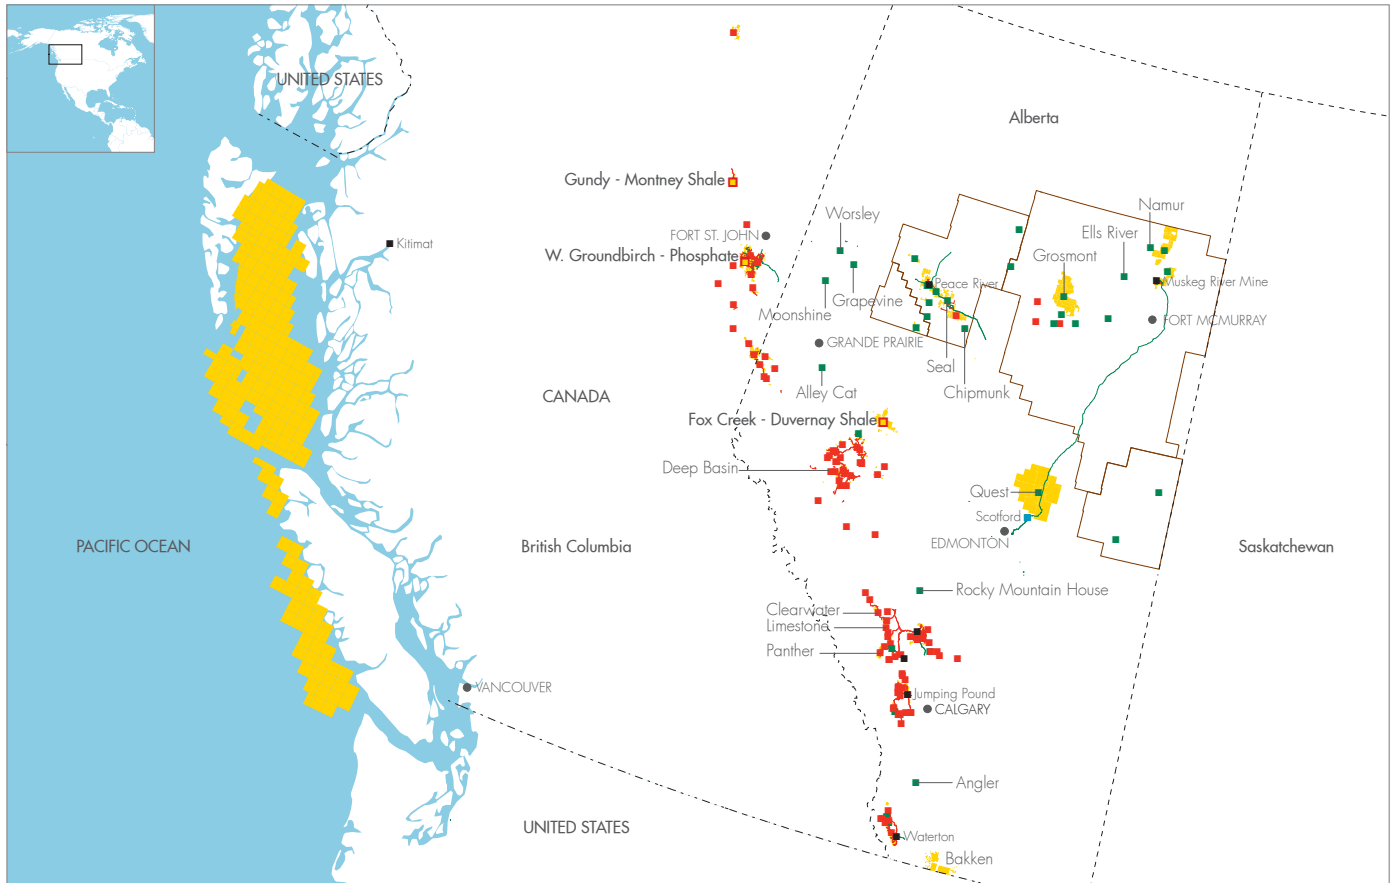 UNITED STATES
Alberta
Gundy - Montney Shale
Namur
Worsley
Ells River
FORT ST. JOHN
Kitimat
W. Groundbirch - Phosphate
Grosmont
Peace River
Muskeg River Mine
Grapevine
Moonshine
FORT MCMURRAY
GRANDE PRAIRIE
Seal
Alley Cat
Chipmunk
CANADA
Fox Creek - Duvernay Shale
Deep Basin
Quest
Scotford
EDMONTON
PACIFIC OCEAN
British Columbia
Saskatchewan
Rocky Mountain House
Clearwater
Limestone
Panther
VANCOUVER
Jumping Pound
CALGARY
Angler
UNITED STATES
Waterton
Bakken